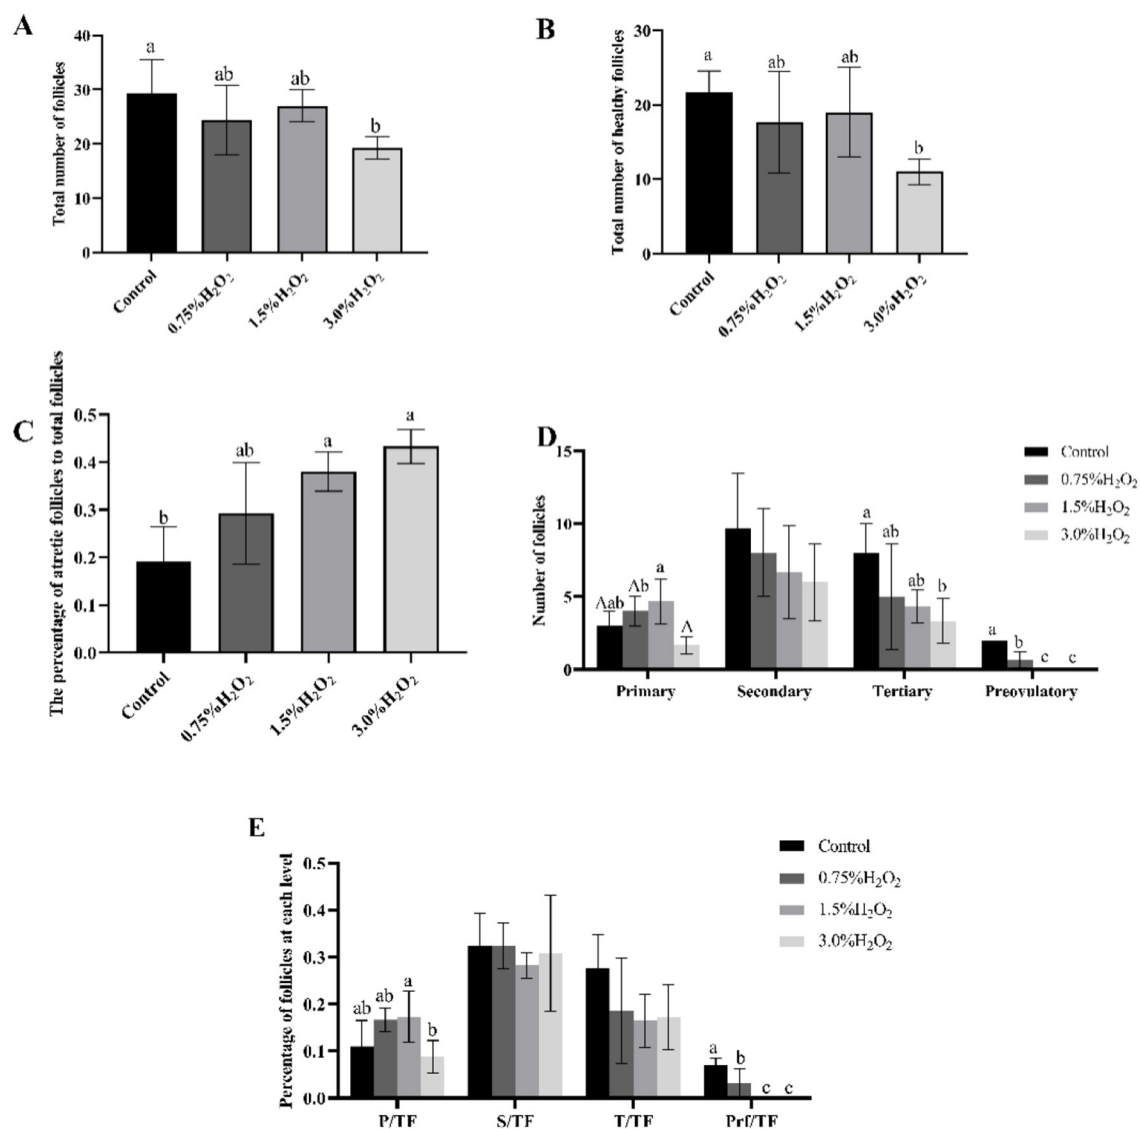 A
Total number of follicles
40
30
20
10
0
a
ab
ab
b
Control
0.75%H₂O₂
1.5%H₂O₂
3.0%H₂O₂
B
Total number of healthy follicles
30
20
10
0
a
ab
ab
b
Control
0.75%H₂O₂
1.5%H₂O₂
3.0%H₂O₂
C
The percentage of atretie follicles to total follicles
0.5
0.4
0.3
0.2
0.1
0.0
b
ab
a
a
Control
0.75%H₂O₂
1.5%H₂O₂
3.0%H₂O₂
D
Number of follicles
15
10
5
0
Aab
Ab
a
A
a
ab
ab
b
a
b
c
c
Primary
Secondary
Tertiary
Preovulatory
Control
0.75%H₂O₂
1.5%H₂O₂
3.0%H₂O₂
E
Percentage of follicles at each level
0.5
0.4
0.3
0.2
0.1
0.0
ab
ab
a
b
a
b
c
c
P/TF
S/TF
T/TF
Prf/TF
Control
0.75%H₂O₂
1.5%H₂O₂
3.0%H₂O₂